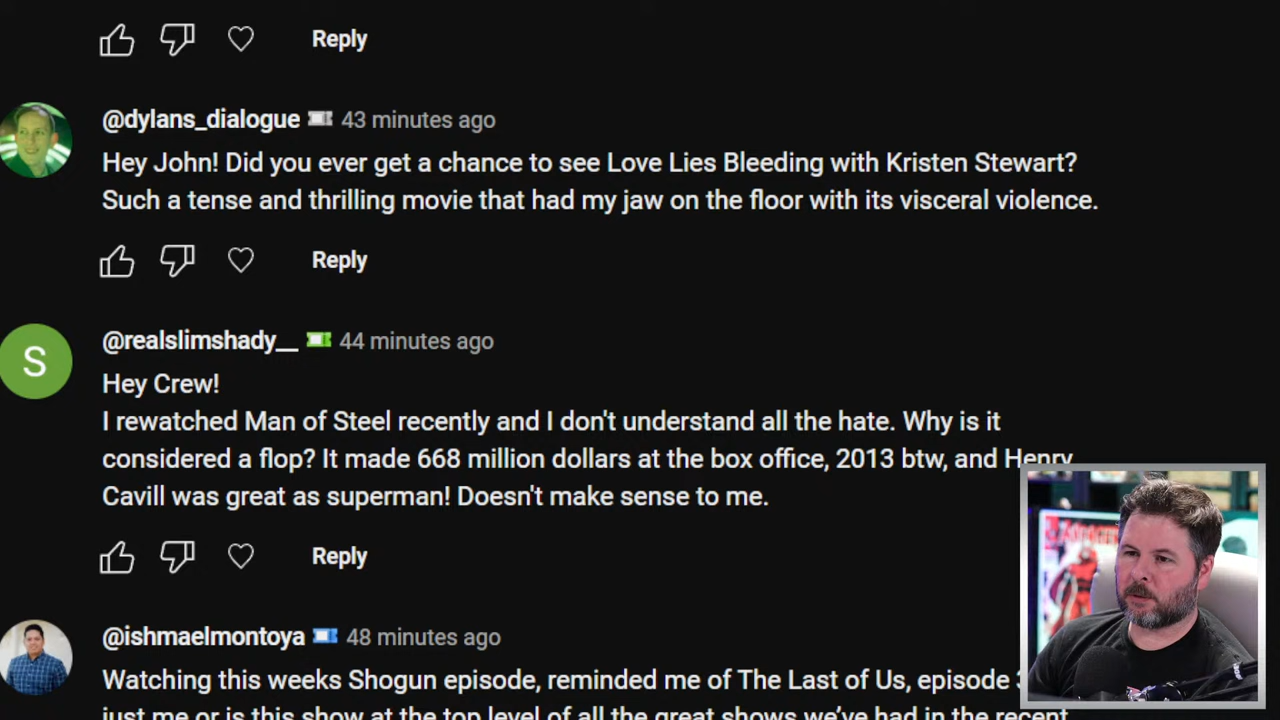 Reply
@dylans_dialogue 43 minutes ago
Hey John! Did you ever get a chance to see Love Lies Bleeding with Kristen Stewart?
Such a tense and thrilling movie that had my jaw on the floor with its visceral violence.
Reply
S
@realslimshady__ 44 minutes ago
Hey Crew!
I rewatched Man of Steel recently and I don't understand all the hate. Why is it
considered a flop? It made 668 million dollars at the box office, 2013 btw, and Henry
Cavill was great as superman! Doesn't make sense to me.
Reply
@ishmaelmontoya 48 minutes ago
Watching this weeks Shogun episode, reminded me of The Last of Us, episode
just me or is this show at the top level of all the great shows we've had in the recent